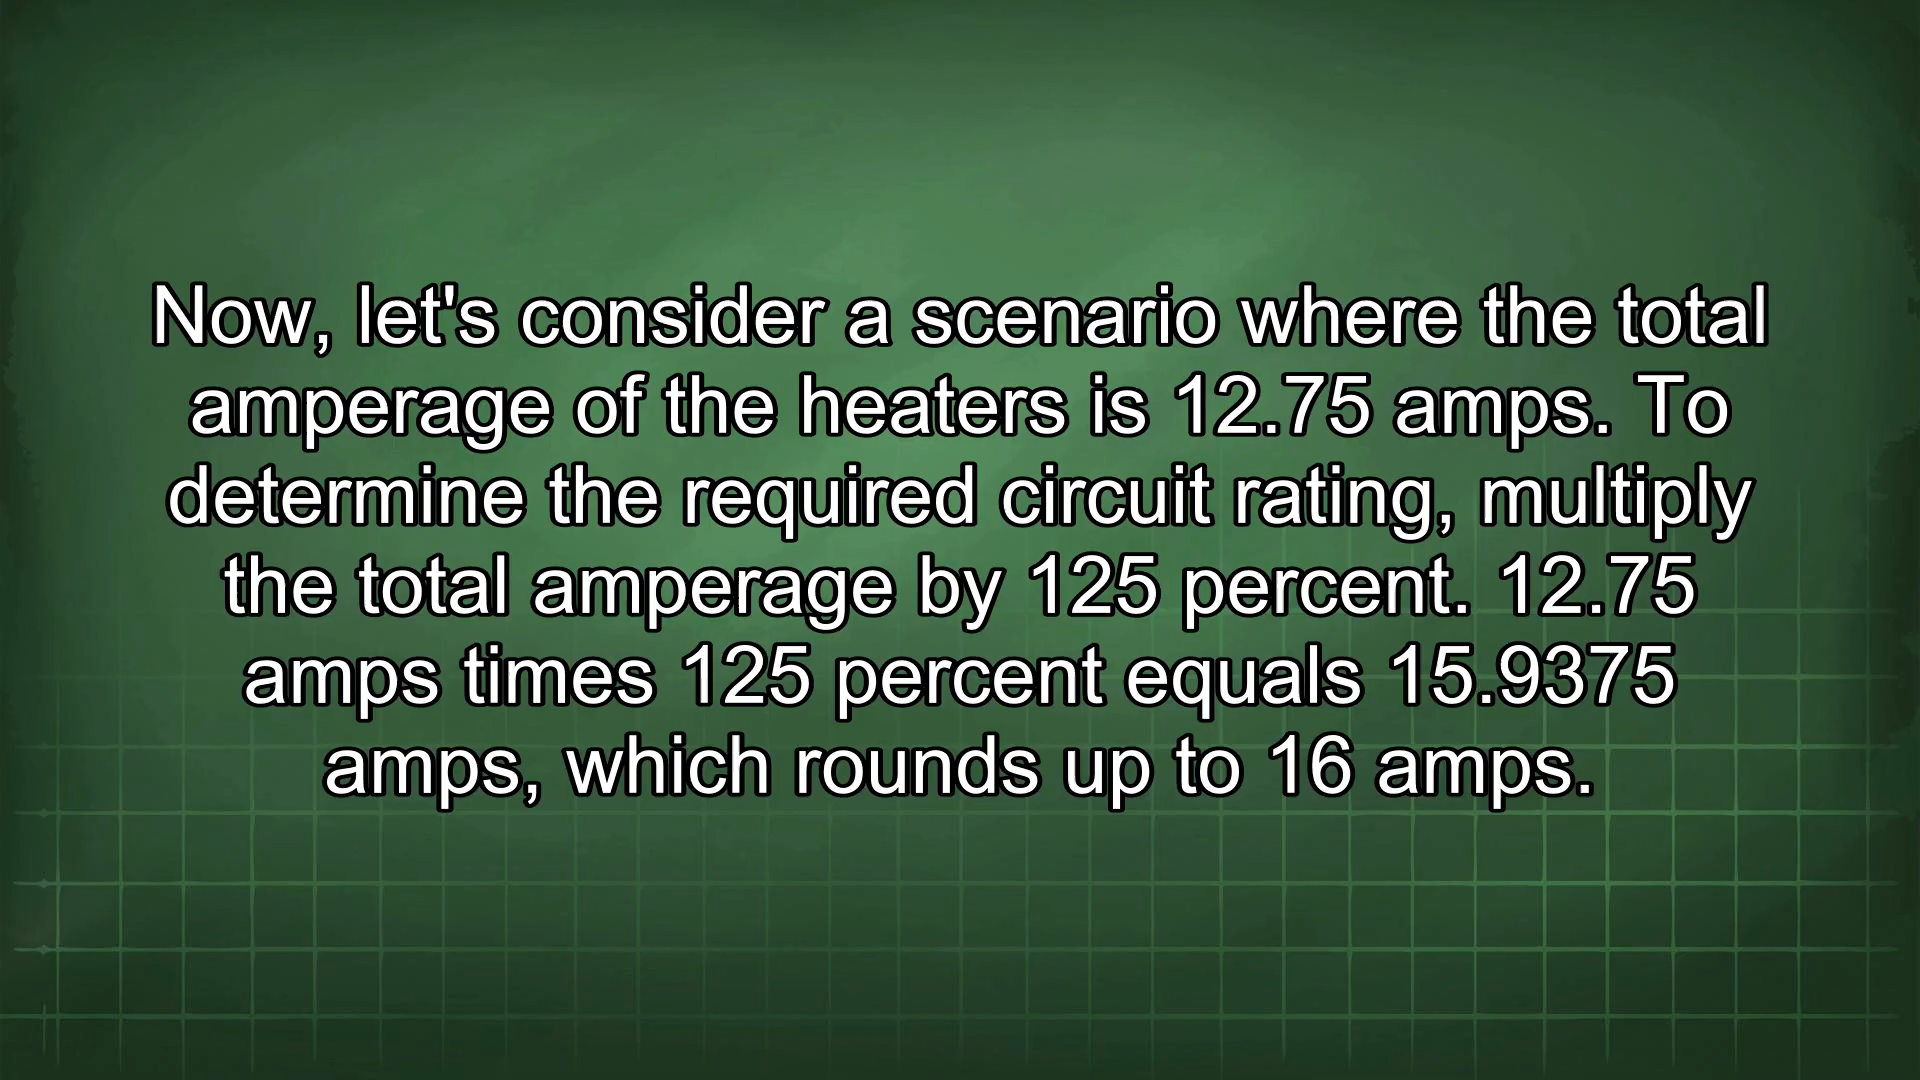 Now, let's consider a scenario where the total
amperage of the heaters is 12.75 amps. To
determine the required circuit rating, multiply
the total amperage by 125 percent. 12.75
amps times 125 percent equals 15.9375
amps, which rounds up to 16 amps.